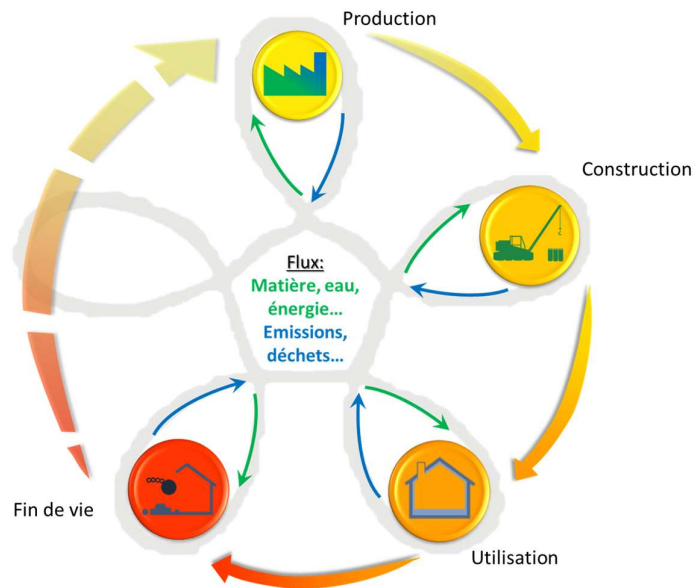 Production
Construction
Flux:
Matière, eau,
énergie...
Emissions,
déchets...
Fin de vie
Utilisation